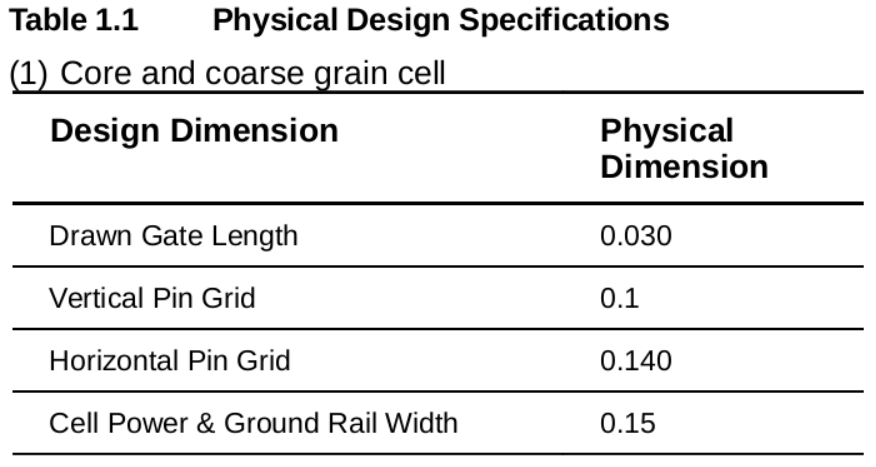 Table 1.1 Physical Design Specifications
(1) Core and coarse grain cell
Design Dimension Physical
Dimension
Drawn Gate Length 0.030
Vertical Pin Grid 0.1
Horizontal Pin Grid 0.140
Cell Power & Ground Rail Width 0.15